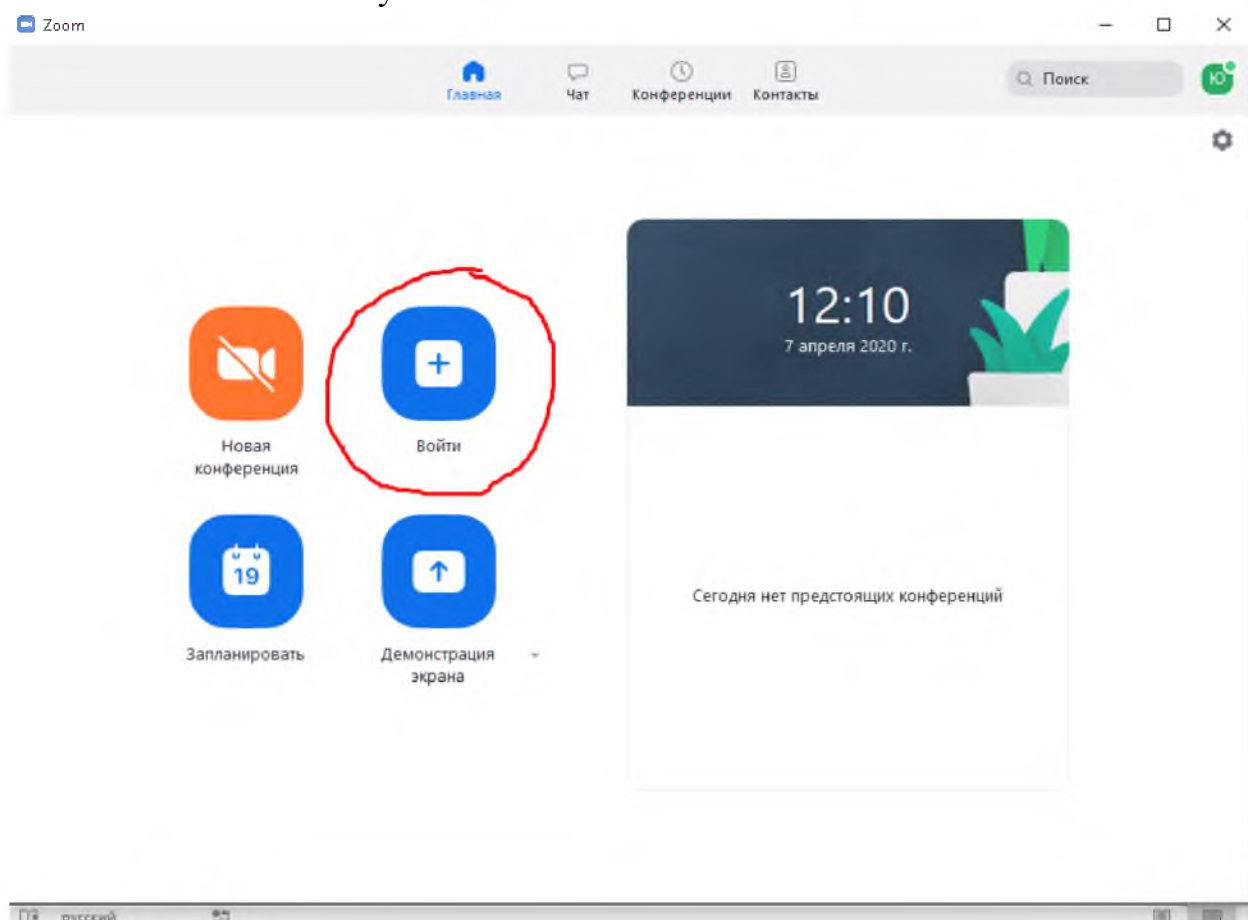 Zoom
Главная
Чат
Конференции
Контакты
Поиск
Ю
12:10
7 апреля 2020 г.
Новая
конференция
Войти
19
Запланировать
Демонстрация
экрана
Сегодня нет предстоящих конференций
русский